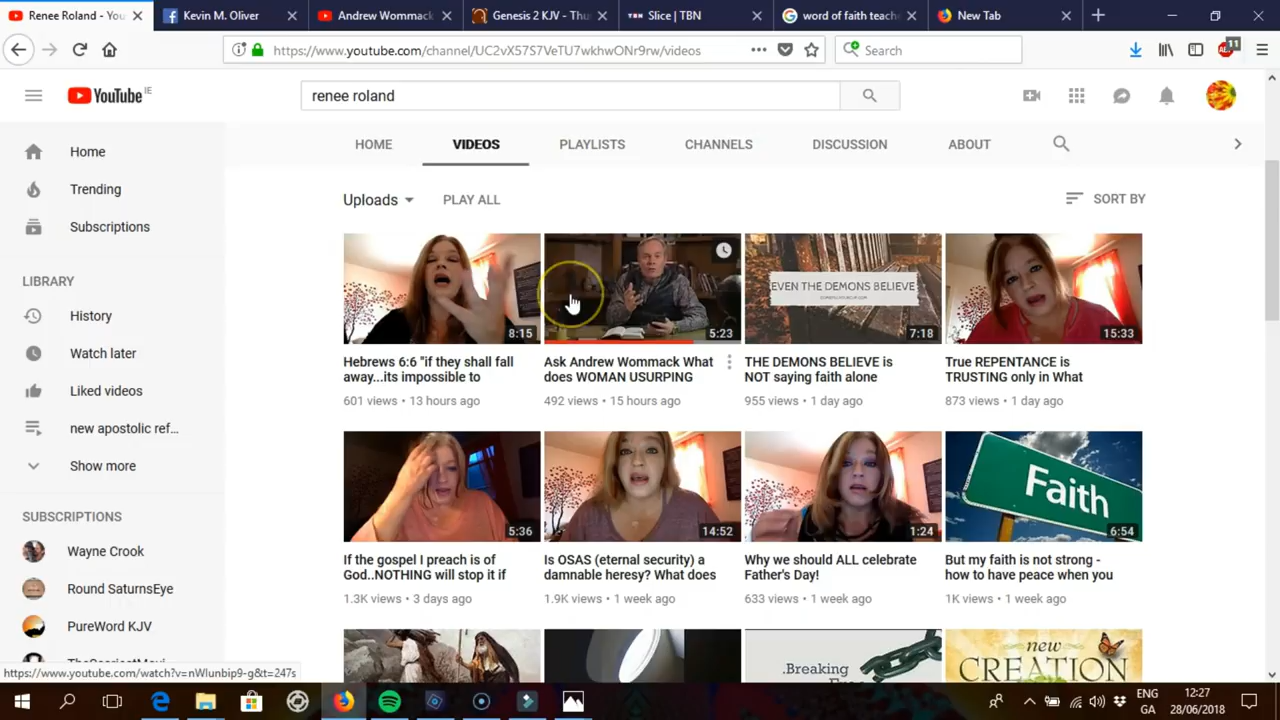 Renee Roland - You
Kevin M. Oliver
Andrew Wommack
Genesis 2 KJV - Thu
Slice | TBN
word of faith teach
New Tab
https://www.youtube.com/channel/UC2vX57S7VeTU7wkhwONr9rw/videos
Search
11
YouTube IE
renee roland
Home
Trending
Subscriptions
LIBRARY
History
Watch later
Liked videos
new apostolic ref...
Show more
SUBSCRIPTIONS
Wayne Crook
Round SaturnsEye
PureWord KJV
HOME VIDEOS PLAYLISTS CHANNELS DISCUSSION ABOUT
Uploads PLAY ALL SORT BY
8:15
Hebrews 6:6 "if they shall fall
away...its impossible to
601 views • 13 hours ago
5:23
Ask Andrew Wommack What
does WOMAN USURPING
492 views • 15 hours ago
EVEN THE DEMONS BELIEVE
7:18
THE DEMONS BELIEVE is
NOT saying faith alone
955 views • 1 day ago
15:33
True REPENTANCE is
TRUSTING only in What
873 views • 1 day ago
5:36
If the gospel I preach is of
God..NOTHING will stop it if
1.3K views • 3 days ago
14:52
Is OSAS (eternal security) a
damnable heresy? What does
1.9K views • 1 week ago
1:24
Why we should ALL celebrate
Father's Day!
633 views • 1 week ago
Faith
6:54
But my faith is not strong -
how to have peace when you
1K views • 1 week ago
.Breaking
new
CREATION
https://www.youtube.com/watch?v=nWlunbip9-g&t=247s
ENG
GA
12:27
28/06/2018